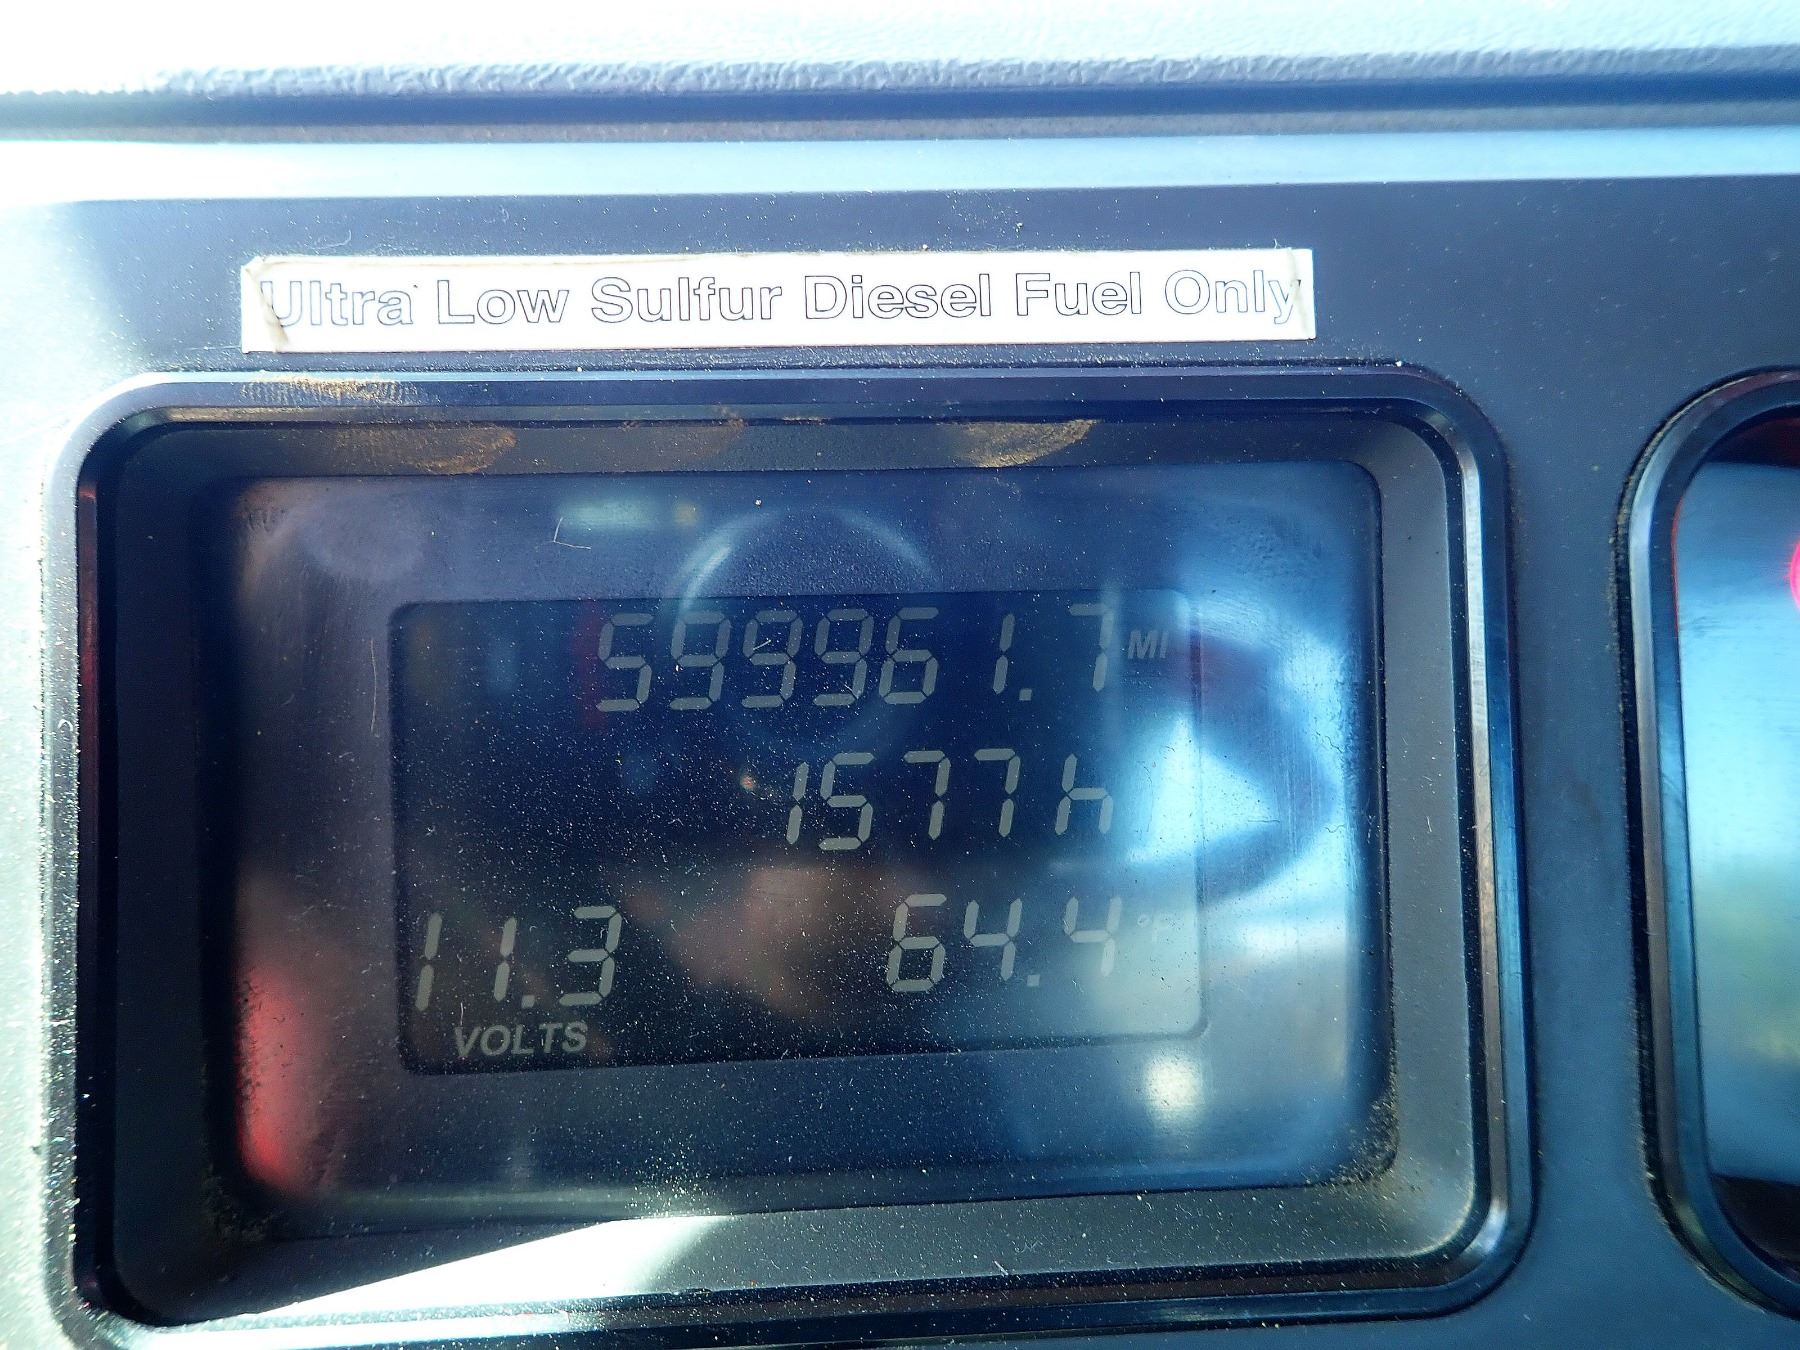 Ultra Low Sulfur Diesel Fuel Only
599961.7 MI
1577h
11.3 64.4 °F
VOLTS